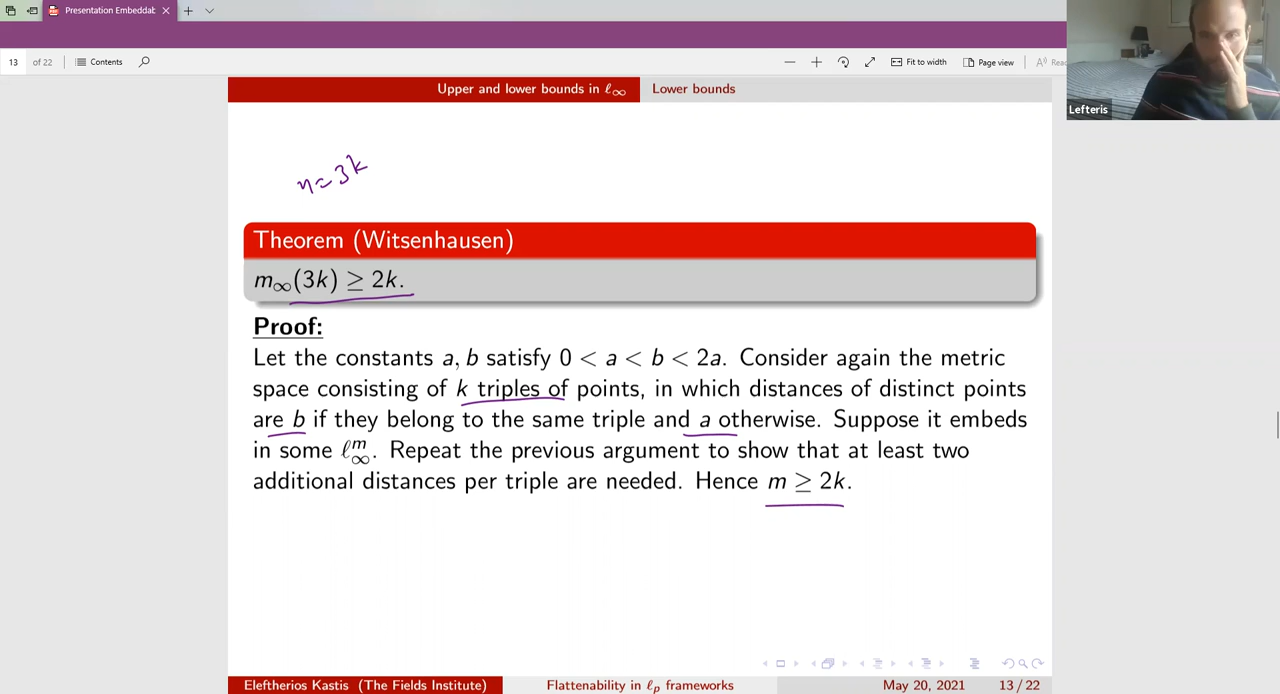 Presentation Embeddab
13 of 22 Contents Fit to width Page view Rea
Lefteris
Upper and lower bounds in ℓ∞ Lower bounds
n=3k
Theorem (Witsenhausen)
m∞(3k) ≥ 2k.
Proof:
Let the constants a, b satisfy 0 < a < b < 2a. Consider again the metric
space consisting of k triples of points, in which distances of distinct points
are b if they belong to the same triple and a otherwise. Suppose it embeds
in some ℓ∞^m. Repeat the previous argument to show that at least two
additional distances per triple are needed. Hence m ≥ 2k.
Eleftherios Kastis (The Fields Institute) Flattenability in ℓp frameworks May 20, 2021 13 / 22